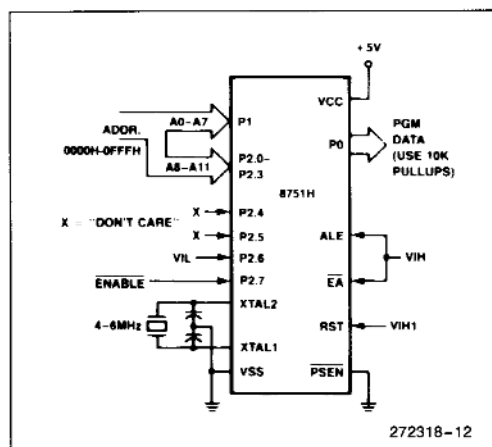 + 5V
VCC
A0-A7
P1
PGM
DATA
(USE 10K
PULLUPS)
P0
ADDR.
0000H-0FFFH
P2.0-
P2.3
A8-A11
8751H
X = "DON'T CARE"
X
P2.4
X
P2.5
VIL
P2.6
ENABLE
P2.7
ALE
VIH
EA
XTAL2
4-6MHz
XTAL1
RST
VIH1
VSS
PSEN
272318-12